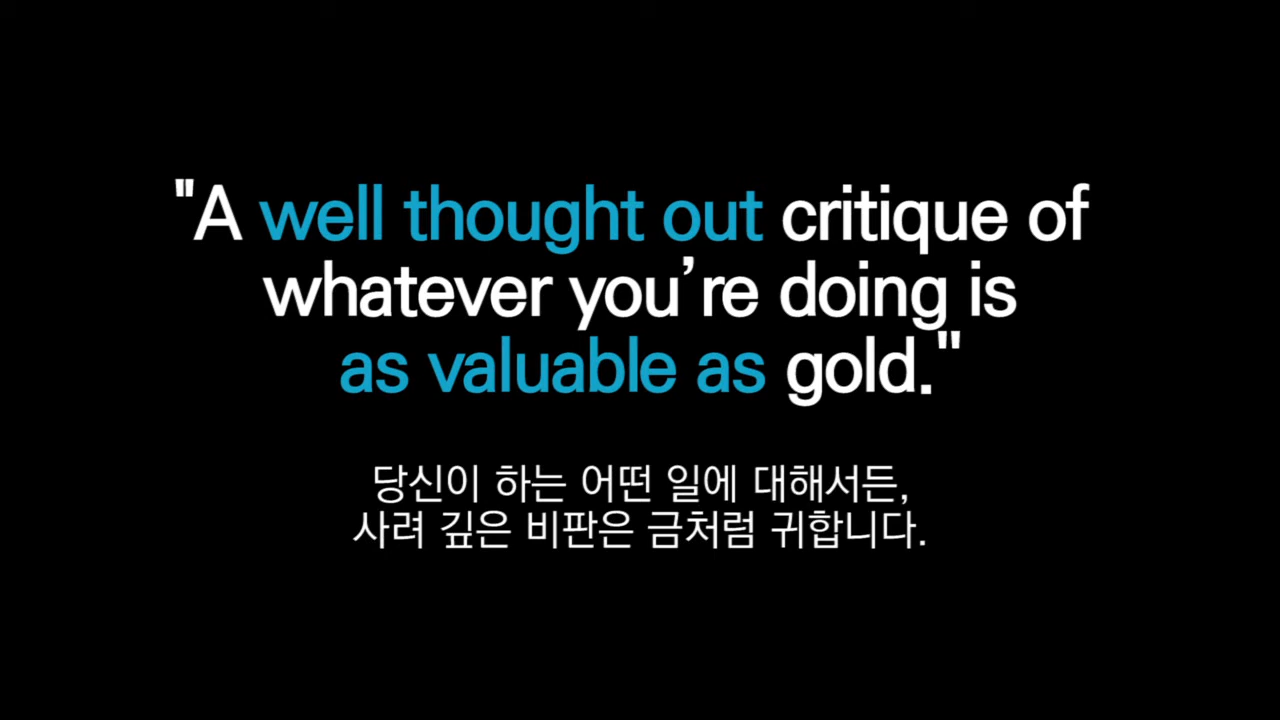 "A well thought out critique of
whatever you’re doing is
as valuable as gold."
당신이 하는 어떤 일에 대해서든,
사려 깊은 비판은 금처럼 귀합니다.